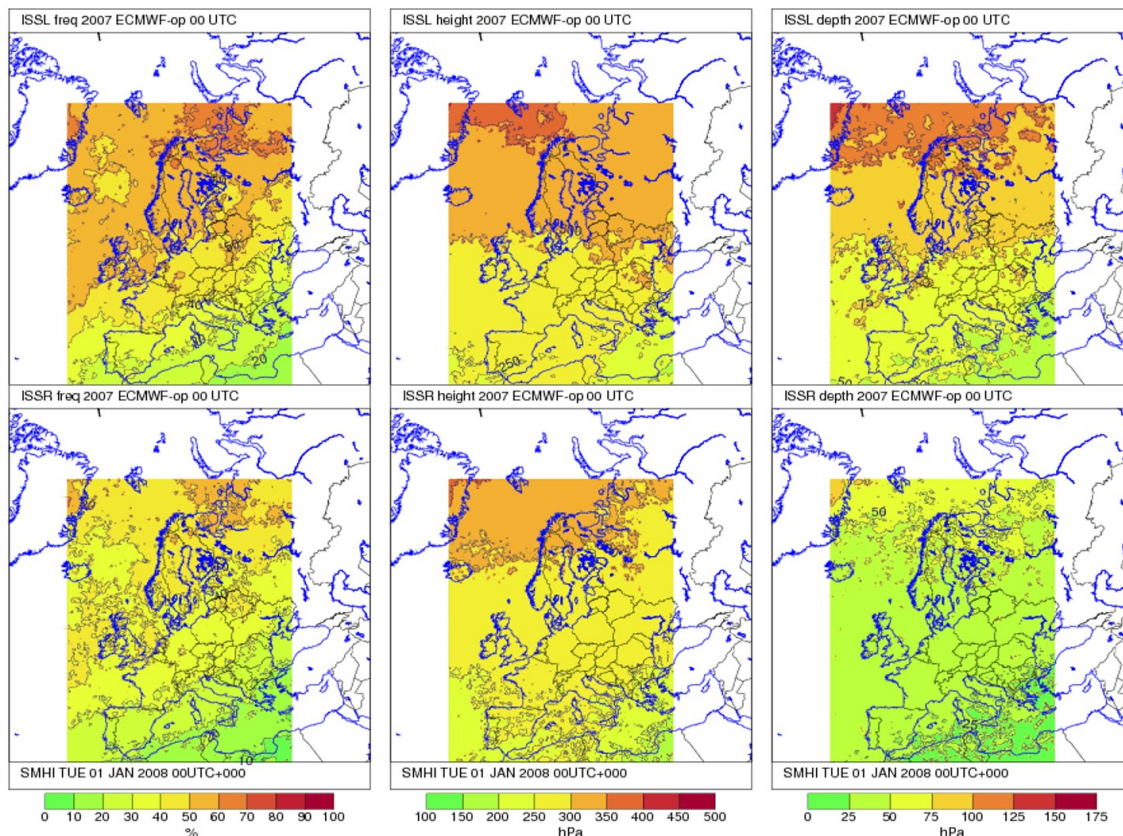 ISSL freq 2007 ECMWF-op 00 UTC
ISSL height 2007 ECMWF-op 00 UTC
ISSL depth 2007 ECMWF-op 00 UTC
50
40
30
20
300
250
75
50
ISSR freq 2007 ECMWF-op 00 UTC
ISSR height 2007 ECMWF-op 00 UTC
ISSR depth 2007 ECMWF-op 00 UTC
50
25
10
SMHI TUE 01 JAN 2008 00UTC+000
SMHI TUE 01 JAN 2008 00UTC+000
SMHI TUE 01 JAN 2008 00UTC+000
0 10 20 30 40 50 60 70 80 90 100
%
100 150 200 250 300 350 400 450 500
hPa
0 25 50 75 100 125 150 175
hPa